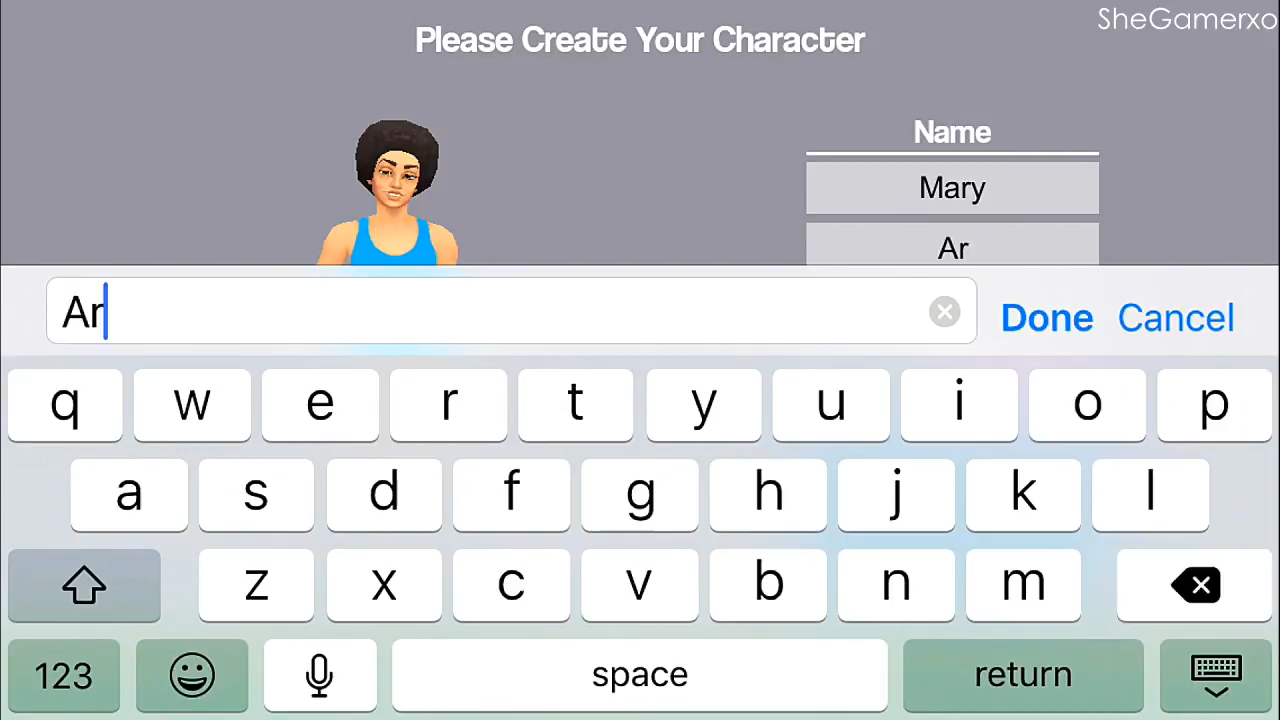 SheGamerxo
Please Create Your Character
Name
Mary
Ar
Ar
Done Cancel
q w e r t y u i o p
a s d f g h j k l
z x c v b n m
123 space return